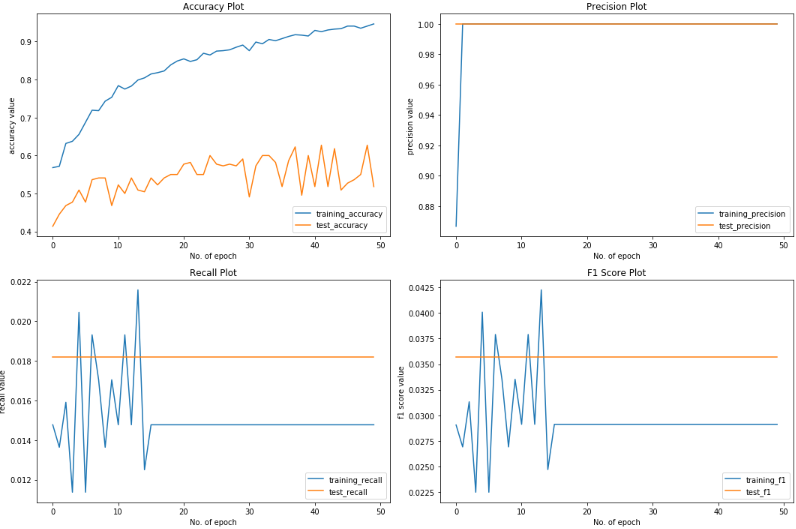 Accuracy Plot
accuracy value
0.9
0.8
0.7
0.6
0.5
0.4
0
10
20
30
40
50
No. of epoch
training_accuracy
test_accuracy
Precision Plot
precision value
1.00
0.98
0.96
0.94
0.92
0.90
0.88
0
10
20
30
40
50
No. of epoch
training_precision
test_precision
Recall Plot
recall value
0.022
0.020
0.018
0.016
0.014
0.012
0
10
20
30
40
50
No. of epoch
training_recall
test_recall
F1 Score Plot
f1 score value
0.0425
0.0400
0.0375
0.0350
0.0325
0.0300
0.0275
0.0250
0.0225
0
10
20
30
40
50
No. of epoch
training_f1
test_f1